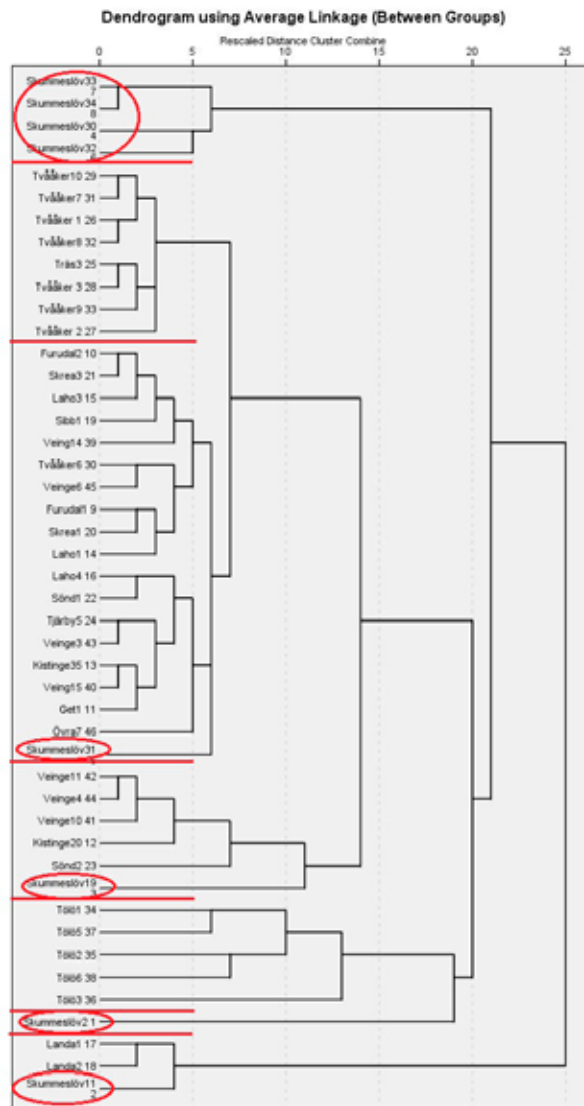 Dendrogram using Average Linkage (Between Groups)
Rescaled Distance Cluster Combine
0 5 10 15 20 25
Skummeslöv33
7
Skummeslöv34
8
Skummeslöv30
4
Skummeslöv32
Tvååker10 29
Tvååker7 31
Tvååker 1 26
Tvååker8 32
Träs3 25
Tvååker 3 28
Tvååker9 33
Tvååker 2 27
Furudal2 10
Skrea3 21
Laho3 15
Sibb1 19
Veing14 39
Tvååker6 30
Veinge6 45
Furudal1 9
Skrea1 20
Laho1 14
Laho4 16
Sönd1 22
Tjärby5 24
Veinge3 43
Kistinge35 13
Veing15 40
Get1 11
Övra7 46
Skummeslöv31
Veinge11 42
Veinge4 44
Veinge10 41
Kistinge20 12
Sönd2 23
Skummeslöv19
3
Tölö1 34
Tölö5 37
Tölö2 35
Tölö6 38
Tölö3 36
Skummeslöv2 1
Landa1 17
Landa2 18
Skummeslöv11
2